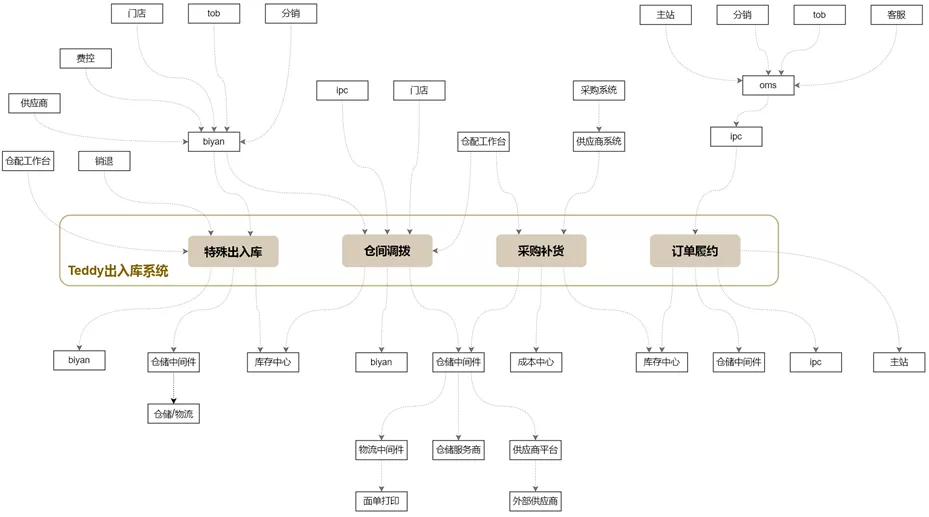 门店
tob
分销
主站
分销
tob
客服
费控
ipc
门店
采购系统
oms
供应商
biyan
仓配工作台
供应商系统
ipc
仓配工作台
销退
特殊出入库
仓间调拨
采购补货
订单履约
Teddy出入库系统
biyan
仓储中间件
库存中心
biyan
仓储中间件
成本中心
库存中心
仓储中间件
ipc
主站
仓储/物流
物流中间件
仓储服务商
供应商平台
面单打印
外部供应商